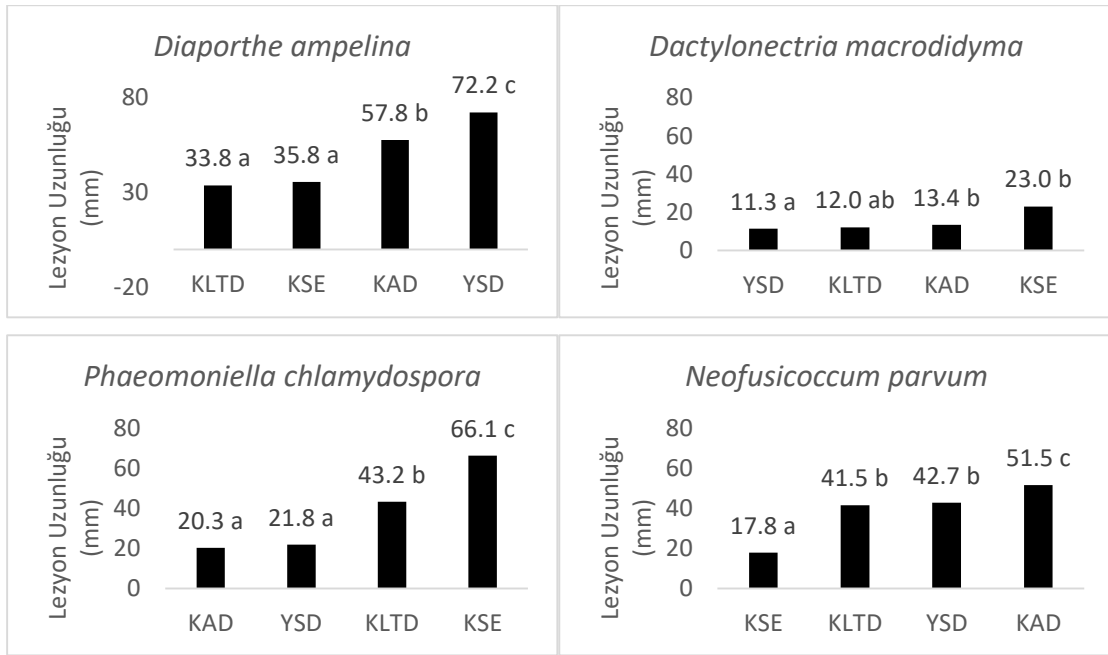 Diaporthe ampelina
Lezyon Uzunluğu
(mm)
80
30
-20
33.8 a
35.8 a
57.8 b
72.2 c
KLTD
KSE
KAD
YSD
Dactylonectria macrodidyma
Lezyon Uzunluğu
(mm)
80
60
40
20
0
11.3 a
12.0 ab
13.4 b
23.0 b
YSD
KLTD
KAD
KSE
Phaeomoniella chlamydospora
Lezyon Uzunluğu
(mm)
80
60
40
20
0
20.3 a
21.8 a
43.2 b
66.1 c
KAD
YSD
KLTD
KSE
Neofusicoccum parvum
Lezyon Uzunluğu
(mm)
80
60
40
20
0
17.8 a
41.5 b
42.7 b
51.5 c
KSE
KLTD
YSD
KAD